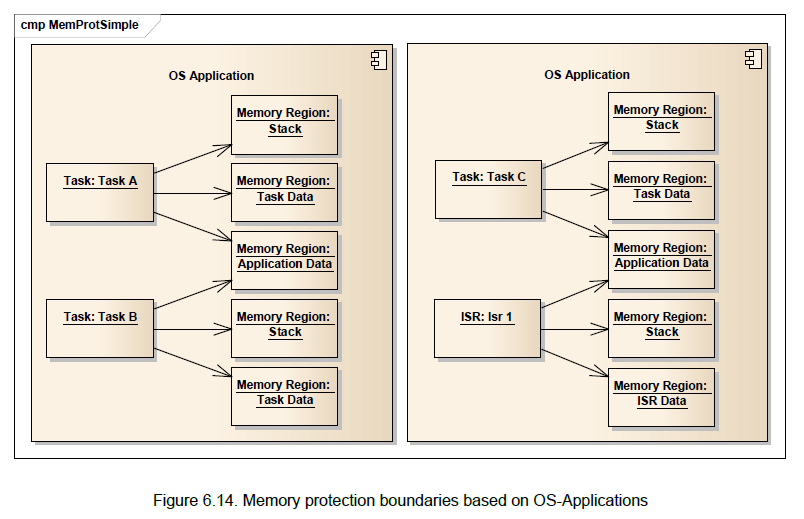 cmp MemProtSimple
OS Application
Memory Region:
Stack
Task: Task A
Memory Region:
Task Data
Memory Region:
Application Data
Task: Task B
Memory Region:
Stack
Memory Region:
Task Data
OS Application
Memory Region:
Stack
Task: Task C
Memory Region:
Task Data
Memory Region:
Application Data
ISR: Isr 1
Memory Region:
Stack
Memory Region:
ISR Data
Figure 6.14. Memory protection boundaries based on OS-Applications